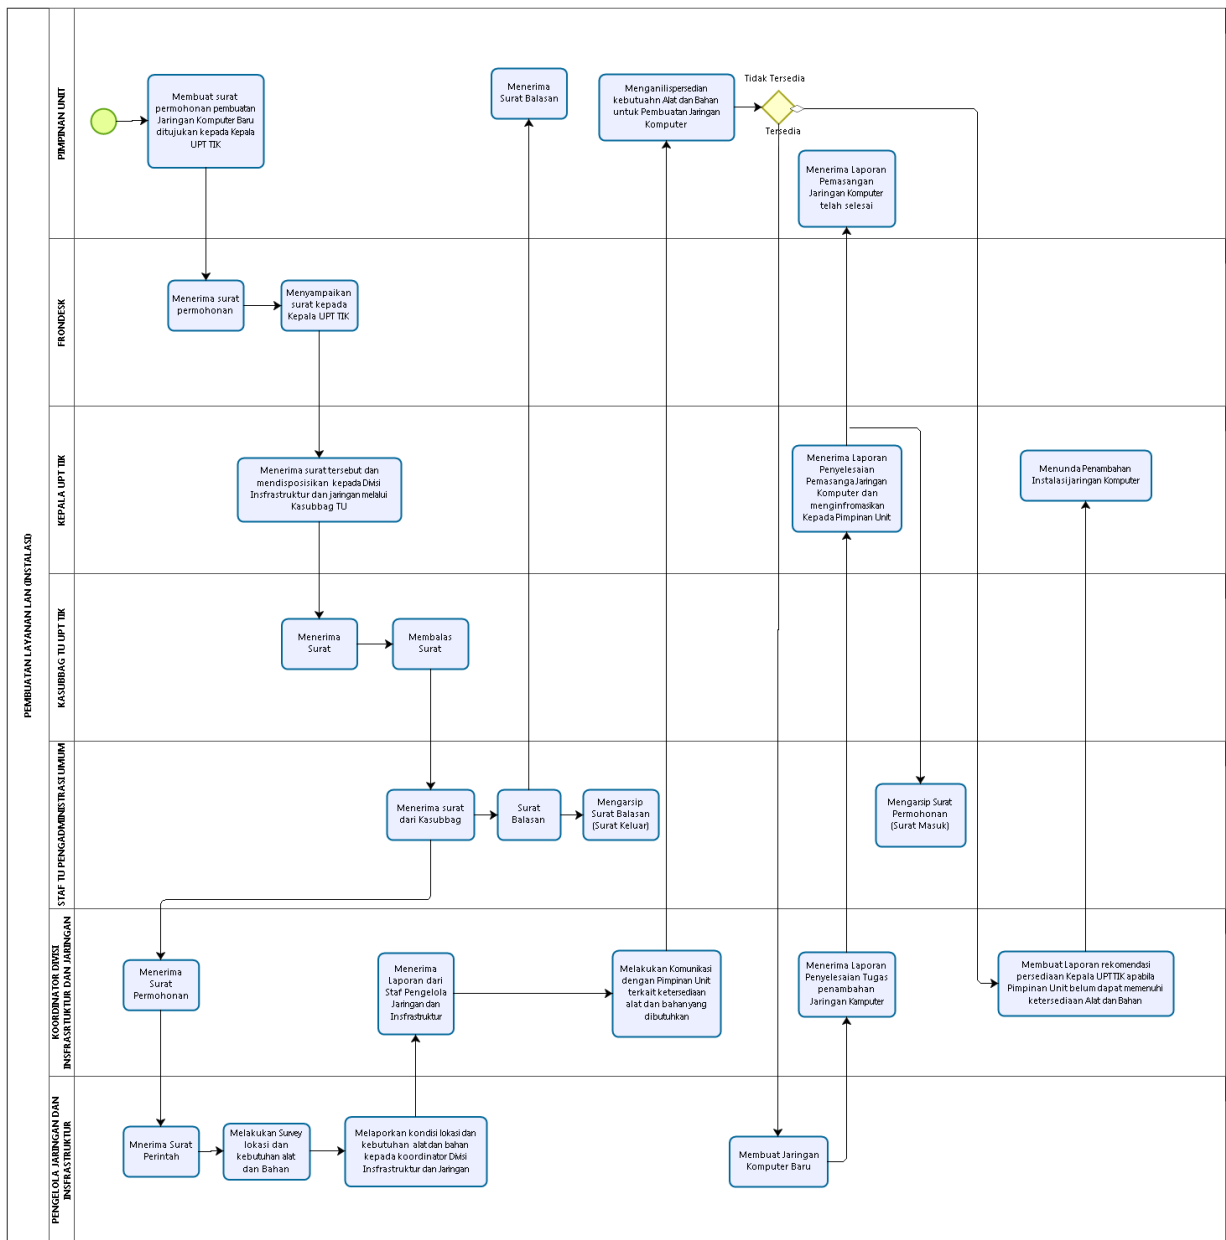 PEMBUATAN LAYANAN LAN (INSTALASI)
PIMPINAN UNIT
Membuat surat
permohonan pembuatan
Jaringan Komputer Baru
ditujukan kepada Kepala
UPT TIK
Menerima
Surat Balasan
Menganilispersedian
kebutuahn Alat dan Bahan
untuk Pembuatan Jaringan
Komputer
Tidak Tersedia
Tersedia
Menerima Laporan
Pemasangan
Jaringan Komputer
telah selesai
FRONDESK
Menerima surat
permohonan
Menyampaikan
surat kepada
Kepala UPT TIK
KEPALA UPT TIK
Menerima surat tersebut dan
mendisposisikan kepada Divisi
Insfrastruktur dan jaringan melalui
Kasubbag TU
Menerima Laporan
Penyelesaian
Pemasanga Jaringan
Komputer dan
menginfromasikan
Kepada Pimpinan Unit
Menunda Penambahan
Instalasi jaringan Komputer
KASUBBAG TU UPT TIK
Menerima
Surat
Membalas
Surat
STAF TU PENGADMINISTRASI UMUM
Menerima surat
dari Kasubbag
Surat
Balasan
Mengarsip
Surat Balasan
(Surat Keluar)
Mengarsip Surat
Permohonan
(Surat Masuk)
KOORDINATOR DIVISI
INSFRASRTUKTUR DAN JARINGAN
Menerima
Surat
Permohonan
Menerima
Laporan dari
Staf Pengelola
Jaringan dan
Insfrastruktur
Melakukan Komunikasi
dengan Pimpinan Unit
terkait ketersediaan
alat dan bahan yang
dibutuhkan
Menerima Laporan
Penyelesaian Tugas
penambahan
Jaringan Kamputer
Membuat Laporan rekomendasi
persediaan Kepala UPT TIK apabila
Pimpinan Unit belum dapat memenuhi
ketersediaan Alat dan Bahan
PENGELOLA JARINGAN DAN
INSFRASTRUKTUR
Mnerima Surat
Perintah
Melakukan Survey
lokasi dan
kebutuhan alat
dan Bahan
Melaporkan kondisi lokasi dan
kebutuhan alat dan bahan
kepada koordinator Divisi
Insfrastruktur dan Jaringan
Membuat Jaringan
Komputer Baru